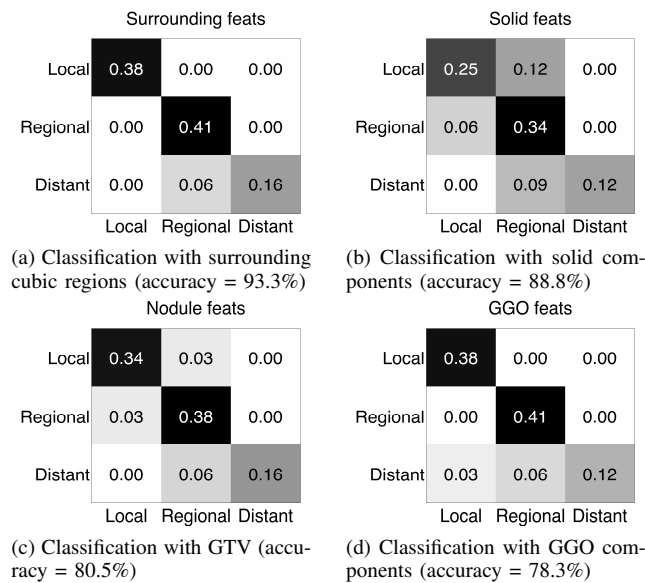 Surrounding feats
Local 0.38 0.00 0.00
Regional 0.00 0.41 0.00
Distant 0.00 0.06 0.16
Local Regional Distant
(a) Classification with surrounding
cubic regions (accuracy = 93.3%)
Solid feats
Local 0.25 0.12 0.00
Regional 0.06 0.34 0.00
Distant 0.00 0.09 0.12
Local Regional Distant
(b) Classification with solid com-
ponents (accuracy = 88.8%)
Nodule feats
Local 0.34 0.03 0.00
Regional 0.03 0.38 0.00
Distant 0.00 0.06 0.16
Local Regional Distant
(c) Classification with GTV (accu-
racy = 80.5%)
GGO feats
Local 0.38 0.00 0.00
Regional 0.00 0.41 0.00
Distant 0.03 0.06 0.12
Local Regional Distant
(d) Classification with GGO com-
ponents (accuracy = 78.3%)